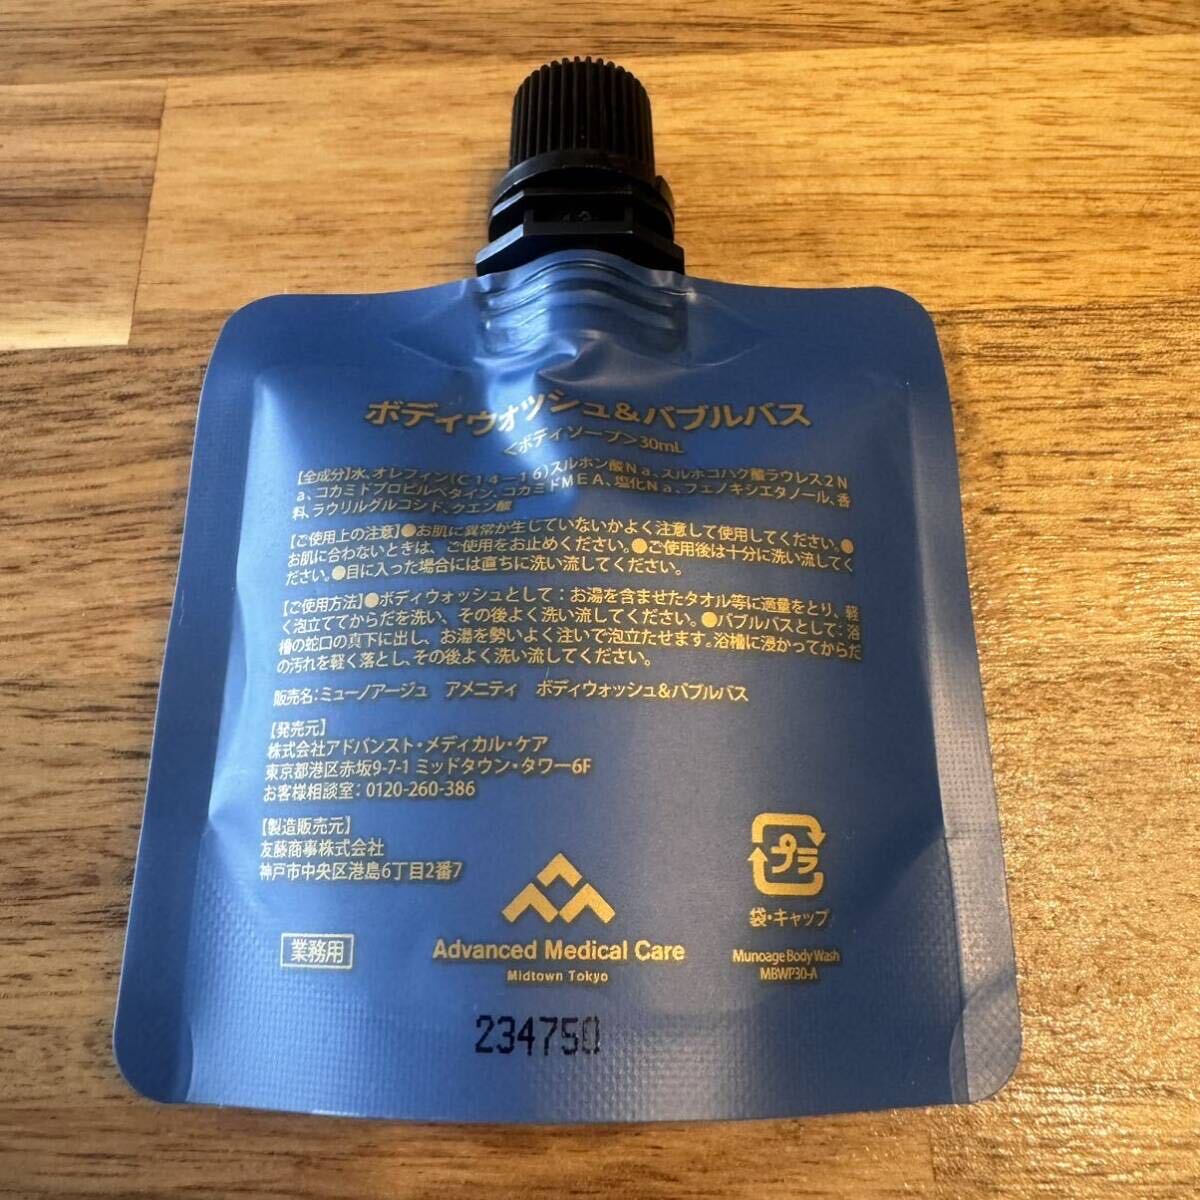 ボディウォッシュ&バブルバス
<ボディソープ>30mL
【全成分】水、オレフィン(C14-16)スルホン酸Na、スルホコハク酸ラウレス2N
a、コカミドプロピルベタイン、コカミドMEA、塩化Na、フェノキシエタノール、香
料、ラウリルグルコシド、クエン酸
【ご使用上の注意】●お肌に異常が生じていないかよく注意して使用してください。●
お肌に合わないときは、ご使用をお止めください。●ご使用後は十分に洗い流してく
ださい。●目に入った場合には直ちに洗い流してください。
【ご使用方法】●ボディウォッシュとして：お湯を含ませたタオル等に適量をとり、軽
く泡立ててからだを洗い、その後よく洗い流してください。●バブルバスとして：浴
槽の蛇口の真下に出し、お湯を勢いよく注いで泡立たせます。浴槽に浸かってからだ
の汚れを軽く落とし、その後よく洗い流してください。
販売名：ミューノアージュ アメニティ ボディウォッシュ&バブルバス
【発売元】
株式会社アドバンスト・メディカル・ケア
東京都港区赤坂9-7-1 ミッドタウン・タワー6F
お客様相談室：0120-260-386
【製造販売元】
友藤商事株式会社
神戸市中央区港島6丁目2番7
業務用
Advanced Medical Care
Midtown Tokyo
プラ
袋・キャップ
Munoage Body Wash
MBWP30-A
234750